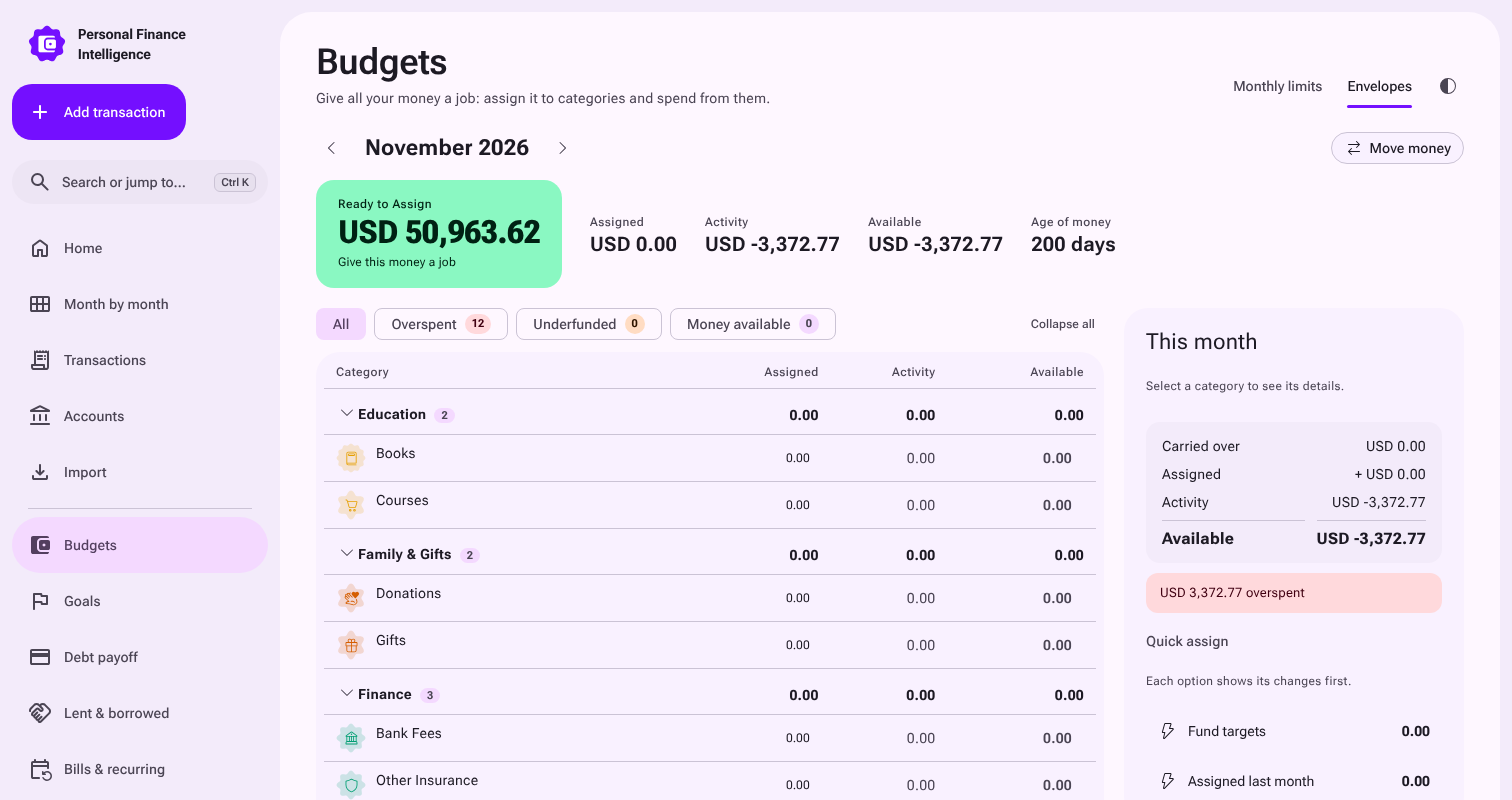 Personal Finance
Intelligence
Add transaction
Search or jump to... Ctrl K
Home
Month by month
Transactions
Accounts
Import
Budgets
Goals
Debt payoff
Lent & borrowed
Bills & recurring
Budgets
Give all your money a job: assign it to categories and spend from them.
Monthly limits Envelopes
November 2026
Move money
Ready to Assign
USD 50,963.62
Give this money a job
Assigned
USD 0.00
Activity
USD -3,372.77
Available
USD -3,372.77
Age of money
200 days
All Overspent 12 Underfunded 0 Money available 0 Collapse all
Category Assigned Activity Available
Education 2 0.00 0.00 0.00
Books 0.00 0.00 0.00
Courses 0.00 0.00 0.00
Family & Gifts 2 0.00 0.00 0.00
Donations 0.00 0.00 0.00
Gifts 0.00 0.00 0.00
Finance 3 0.00 0.00 0.00
Bank Fees 0.00 0.00 0.00
Other Insurance 0.00 0.00 0.00
This month
Select a category to see its details.
Carried over USD 0.00
Assigned + USD 0.00
Activity USD -3,372.77
Available USD -3,372.77
USD 3,372.77 overspent
Quick assign
Each option shows its changes first.
Fund targets 0.00
Assigned last month 0.00